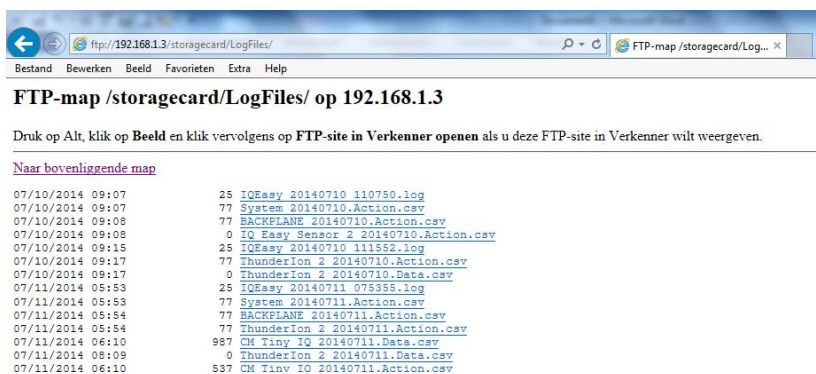 ftp://192.168.1.3/storagecard/LogFiles/
FTP-map /storagecard/Log...
Bestand Bewerken Beeld Favorieten Extra Help
FTP-map /storagecard/LogFiles/ op 192.168.1.3
Druk op Alt, klik op Beeld en klik vervolgens op FTP-site in Verkenner openen als u deze FTP-site in Verkenner wilt weergeven.
Naar bovenliggende map
07/10/2014 09:07 25 IQEasy 20140710 110750.log
07/10/2014 09:07 77 System 20140710.Action.csv
07/10/2014 09:08 77 BACKPLANE 20140710.Action.csv
07/10/2014 09:08 0 IQ Easy Sensor 2 20140710.Action.csv
07/10/2014 09:15 25 IQEasy 20140710 111552.log
07/10/2014 09:17 77 ThunderIon 2 20140710.Action.csv
07/10/2014 09:17 0 ThunderIon 2 20140710.Data.csv
07/11/2014 05:53 25 IQEasy 20140711 075355.log
07/11/2014 05:53 77 System 20140711.Action.csv
07/11/2014 05:54 77 BACKPLANE 20140711.Action.csv
07/11/2014 05:54 77 ThunderIon 2 20140711.Action.csv
07/11/2014 06:10 987 CM Tiny IQ 20140711.Data.csv
07/11/2014 08:09 0 ThunderIon 2 20140711.Data.csv
07/11/2014 06:10 537 CM Tiny IQ 20140711.Action.csv